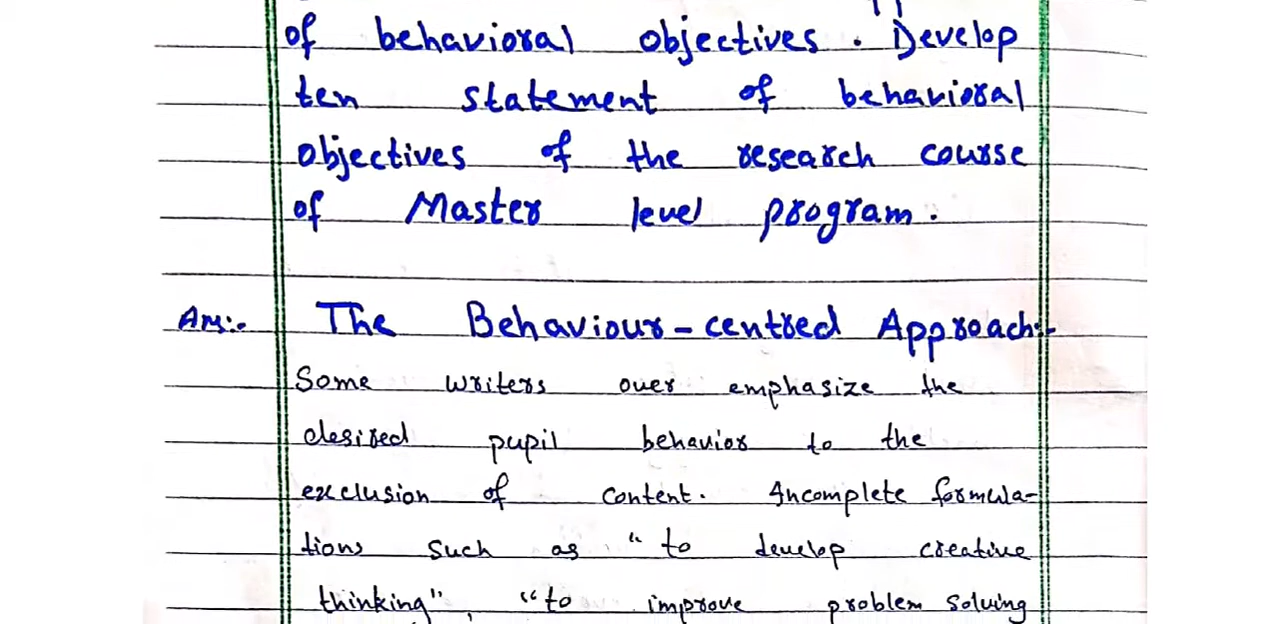 of behavioral objectives. Develop
ten statement of behavioral
objectives of the research course
of Master level program.
Ans:- The Behaviour-centred Approach:-
Some writers over emphasize the
desired pupil behavior to the
exclusion of content. Incomplete formula-
tions such as "to develop creative
thinking", "to improve problem solving